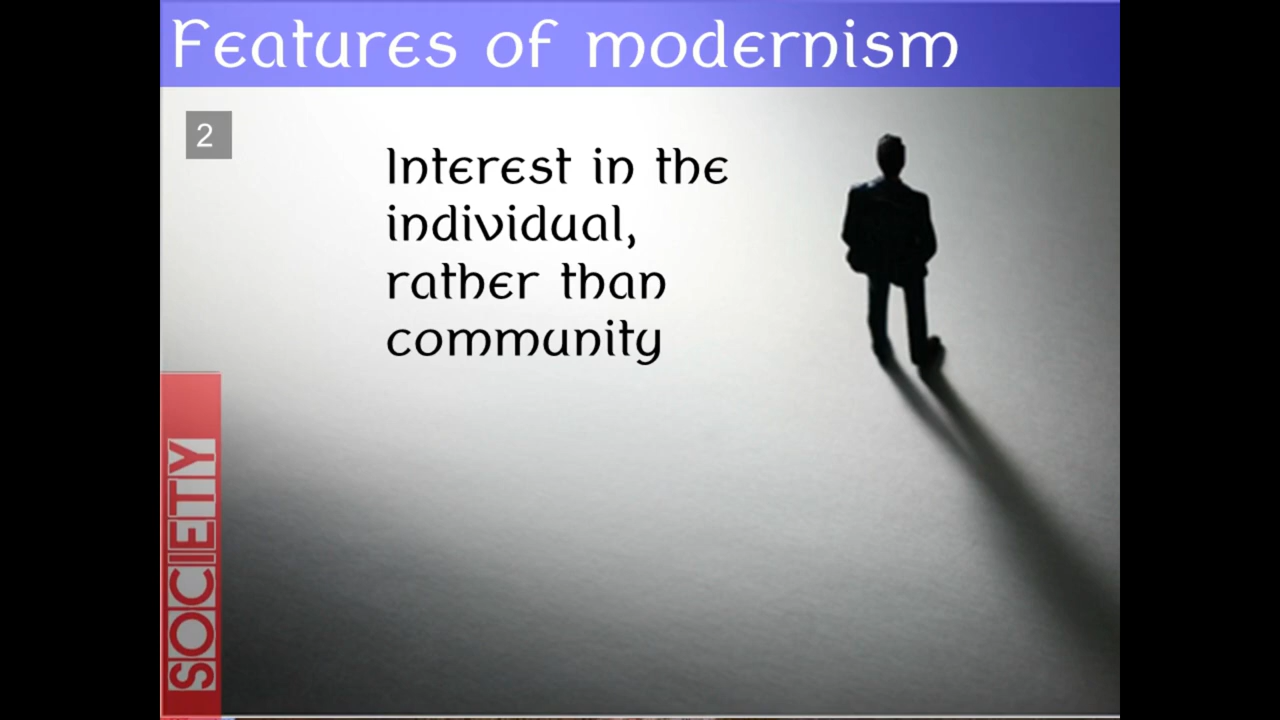 Features of modernism
2
Interest in the
individual,
rather than
community
SOCIETY